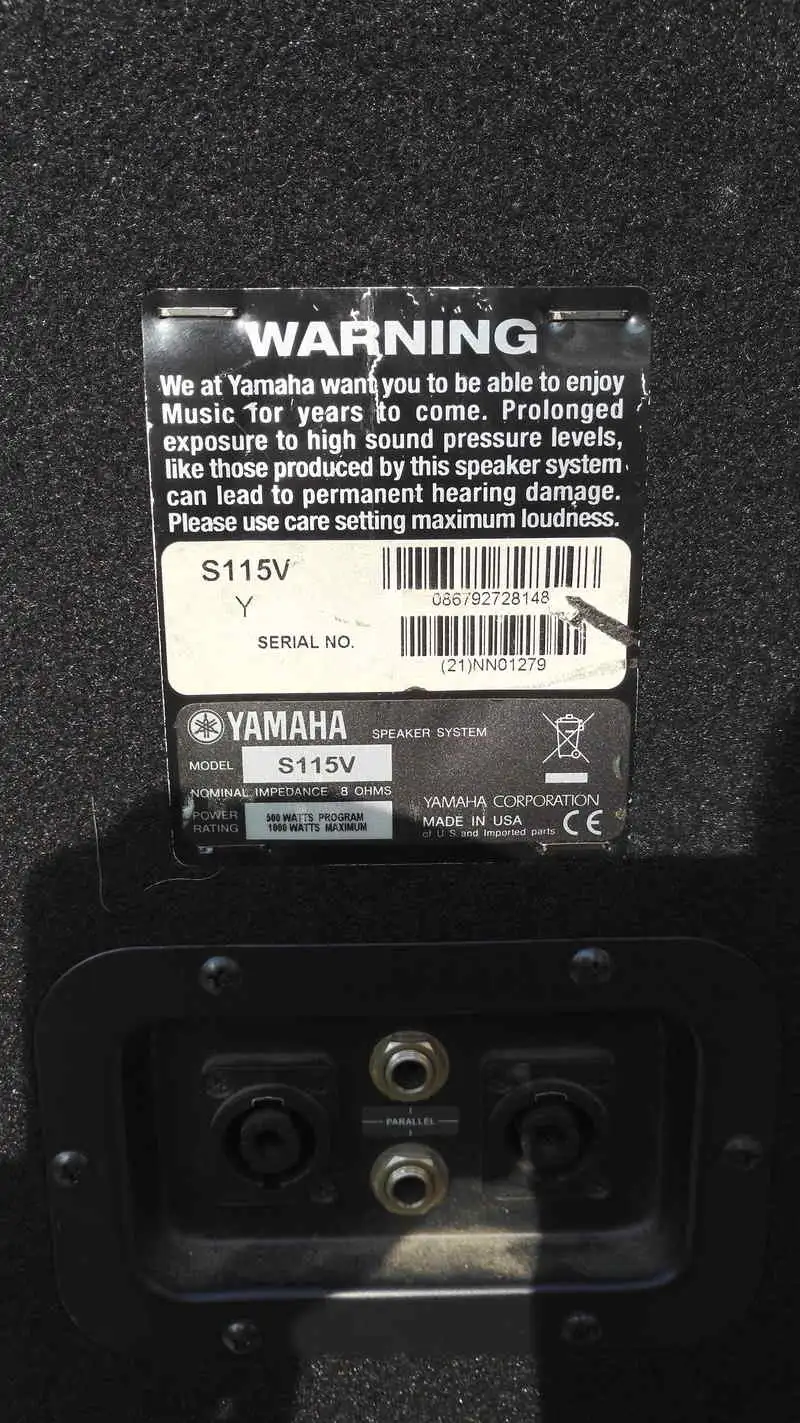 WARNING
We at Yamaha want you to be able to enjoy
Music for years to come. Prolonged
exposure to high sound pressure levels,
like those produced by this speaker system
can lead to permanent hearing damage.
Please use care setting maximum loudness.
S115V
Y
086792728148
SERIAL NO.
(21)NN01279
YAMAHA SPEAKER SYSTEM
MODEL S115V
NOMINAL IMPEDANCE 8 OHMS
POWER RATING
500 WATTS PROGRAM
1000 WATTS MAXIMUM
YAMAHA CORPORATION
MADE IN USA
of U.S and Imported parts
CE
PARALLEL